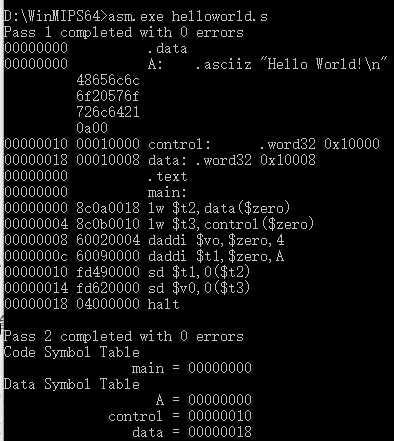 D:\WinMIPS64>asm.exe helloworld.s
Pass 1 completed with 0 errors
00000000 .data
00000000 A: .asciiz "Hello World!\n"
48656c6c
6f20576f
726c6421
0a00
00000010 00010000 control: .word32 0x10000
00000018 00010008 data: .word32 0x10008
00000000 .text
00000000 main:
00000000 8c0a0018 lw $t2,data($zero)
00000004 8c0b0010 lw $t3,control($zero)
00000008 60020004 daddi $vo,$zero,4
0000000c 60090000 daddi $t1,$zero,A
00000010 fd490000 sd $t1,0($t2)
00000014 fd620000 sd $v0,0($t3)
00000018 04000000 halt
Pass 2 completed with 0 errors
Code Symbol Table
main = 00000000
Data Symbol Table
A = 00000000
control = 00000010
data = 00000018